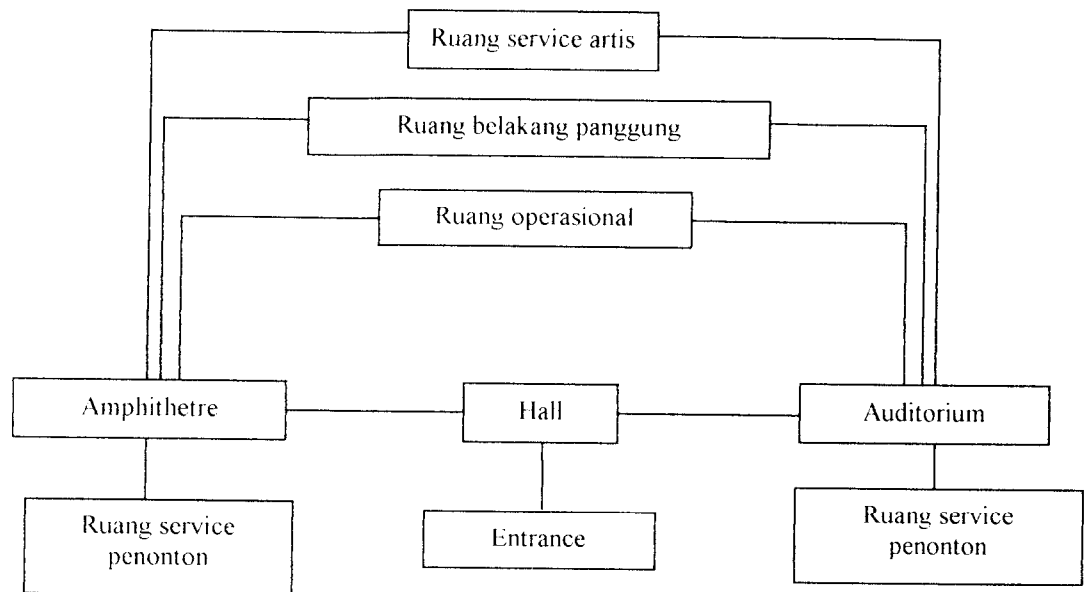 Ruang service artis
Ruang belakang panggung
Ruang operasional
Amphithetre
Hall
Auditorium
Ruang service
penonton
Entrance
Ruang service
penonton